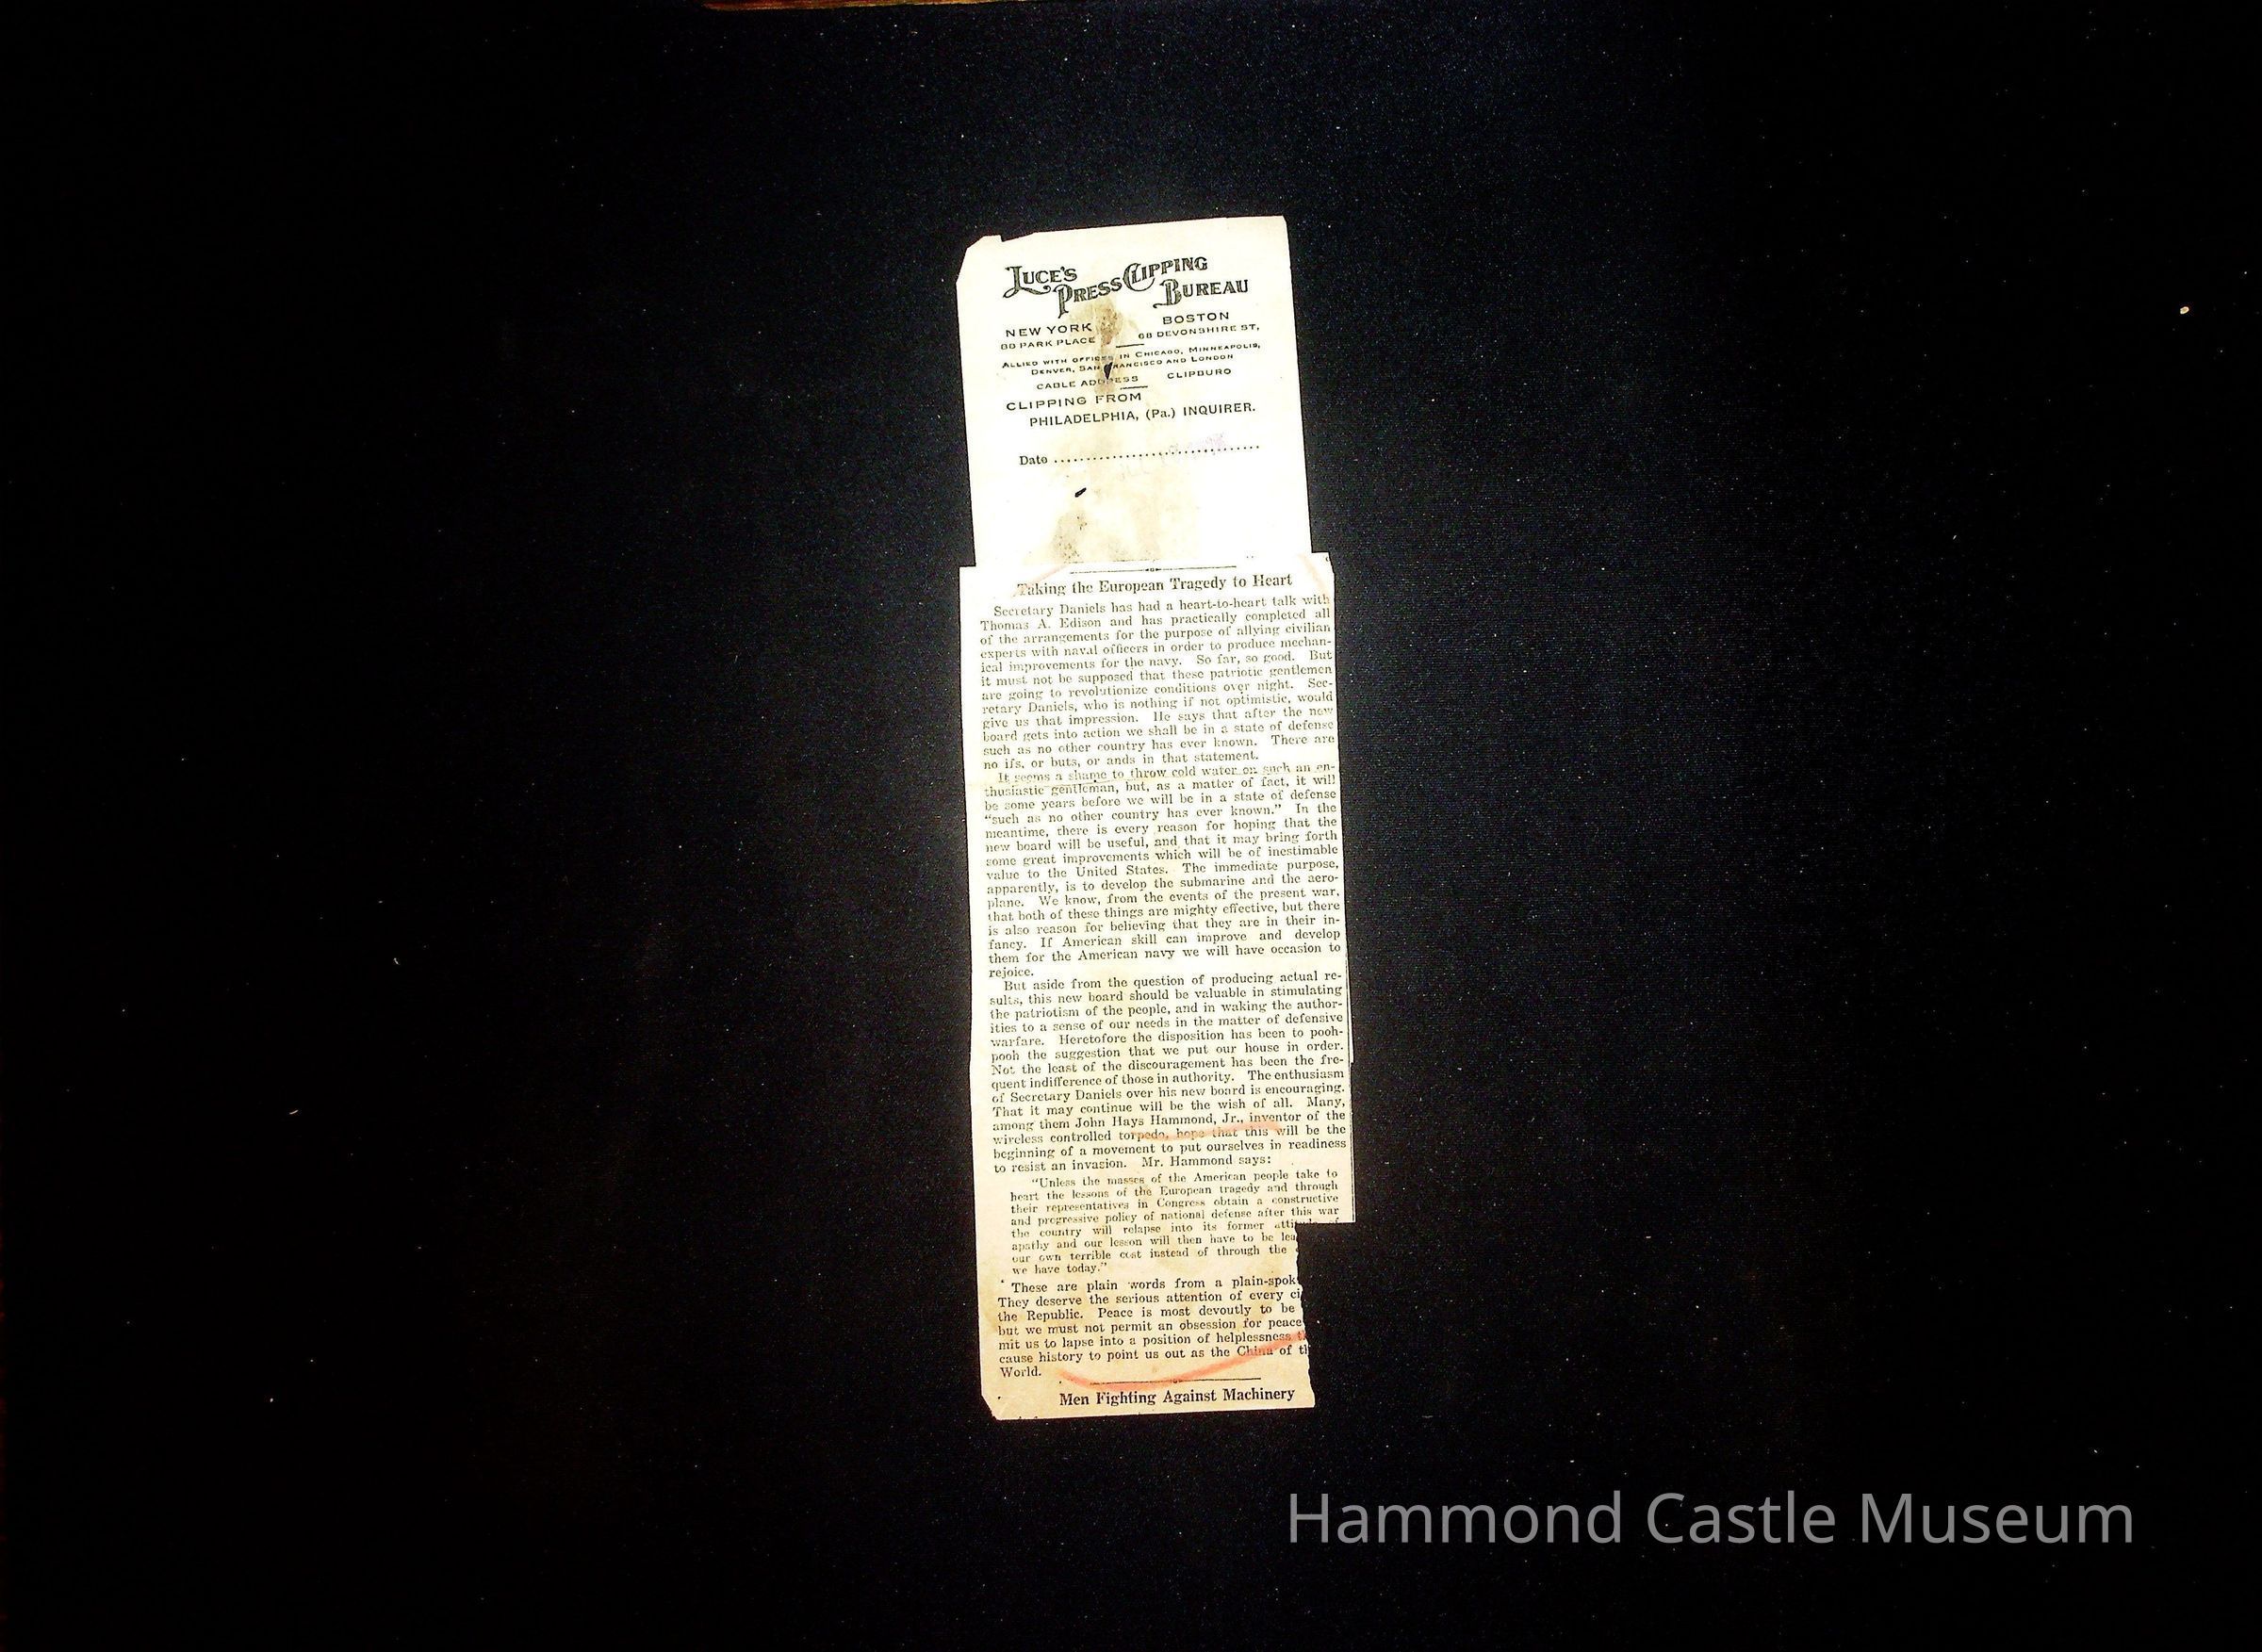 LUCE'S
PRESS CLIPPING
BUREAU
NEW YORK
88 PARK PLACE
BOSTON
68 DEVONSHIRE ST,
ALLIED WITH OFFICES IN CHICAGO, MINNEAPOLIS,
DENVER, SAN FRANCISCO AND LONDON
CABLE ADDRESS CLIPBURO
CLIPPING FROM
PHILADELPHIA, (Pa.) INQUIRER.
Date
Taking the European Tragedy to Heart
Secretary Daniels has had a heart-to-heart talk with
Thomas A. Edison and has practically completed all
of the arrangements for the purpose of allying civilian
experts with naval officers in order to produce mechan-
ical improvements for the navy. So far, so good. But
it must not be supposed that these patriotic gentlemen
are going to revolutionize conditions over night. Sec-
retary Daniels, who is nothing if not optimistic, would
give us that impression. He says that after the new
board gets into action we shall be in a state of defense
such as no other country has ever known. There are
no ifs, or buts, or ands in that statement.
It seems a shame to throw cold water on such an en-
thusiastic gentleman, but, as a matter of fact, it will
be some years before we will be in a state of defense
“such as no other country has ever known.” In the
meantime, there is every reason for hoping that the
new board will be useful, and that it may bring forth
some great improvements which will be of inestimable
value to the United States. The immediate purpose,
apparently, is to develop the submarine and the aero-
plane. We know, from the events of the present war,
that both of these things are mighty effective, but there
is also reason for believing that they are in their in-
fancy. If American skill can improve and develop
them for the American navy we will have occasion to
rejoice.
But aside from the question of producing actual re-
sults, this new board should be valuable in stimulating
the patriotism of the people, and in waking the author-
ities to a sense of our needs in the matter of defensive
warfare. Heretofore the disposition has been to pooh-
pooh the suggestion that we put our house in order.
Not the least of the discouragement has been the fre-
quent indifference of those in authority. The enthusiasm
of Secretary Daniels over his new board is encouraging.
That it may continue will be the wish of all. Many,
among them John Hays Hammond, Jr., inventor of the
wireless controlled torpedo, hope that this will be the
beginning of a movement to put ourselves in readiness
to resist an invasion. Mr. Hammond says:
“Unless the masses of the American people take to
heart the lessons of the European tragedy and through
their representatives in Congress obtain a constructive
and progressive policy of national defense after this war
the country will relapse into its former attitude of
apathy and our lesson will then have to be lea
our own terrible cost instead of through the
we have today.”
These are plain words from a plain-spok
They deserve the serious attention of every ci
the Republic. Peace is most devoutly to be
but we must not permit an obsession for peace
mit us to lapse into a position of helplessness t
cause history to point us out as the China of th
World.
Men Fighting Against Machinery
Hammond Castle Museum